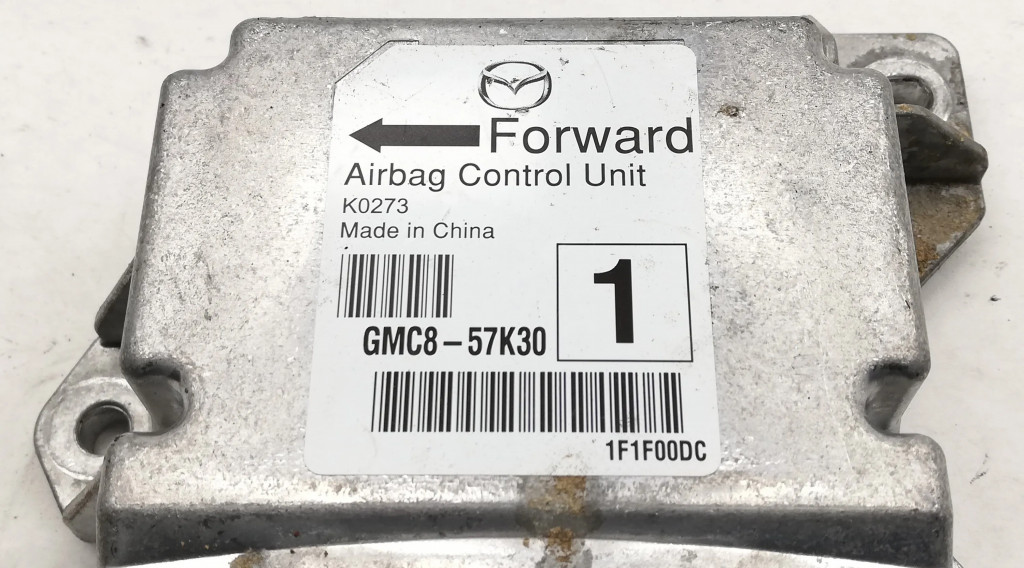 Forward
Airbag Control Unit
K0273
Made in China
1
GMC8-57K30
1F1F00DC